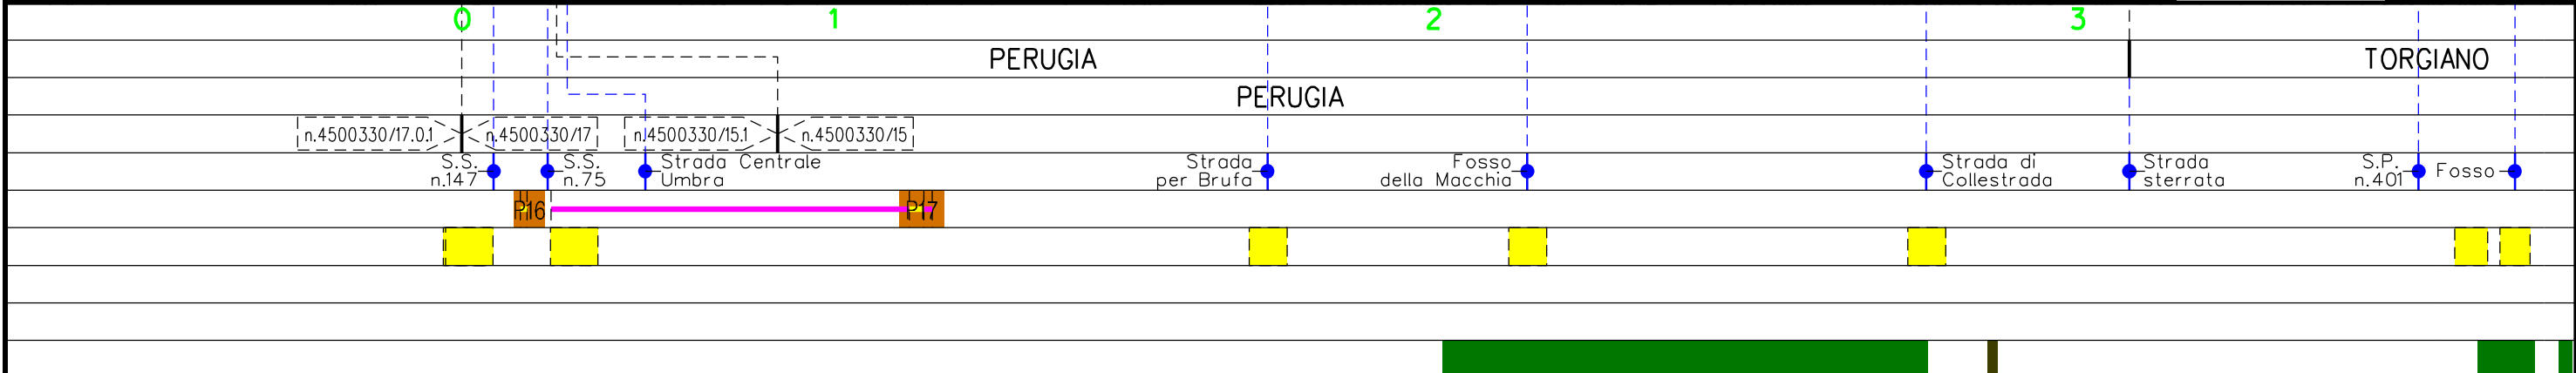 0 1 2 3
PERUGIA TORGIANO
PERUGIA
n.4500330/17.0.1 n.4500330/17 n.4500330/15.1 n.4500330/15
S.S. S.S. Strada Centrale Strada Fosso Strada di Strada S.P.
n.147 n.75 Umbra per Brufa della Macchia Collestrada sterrata n.401 Fosso
P16 P17